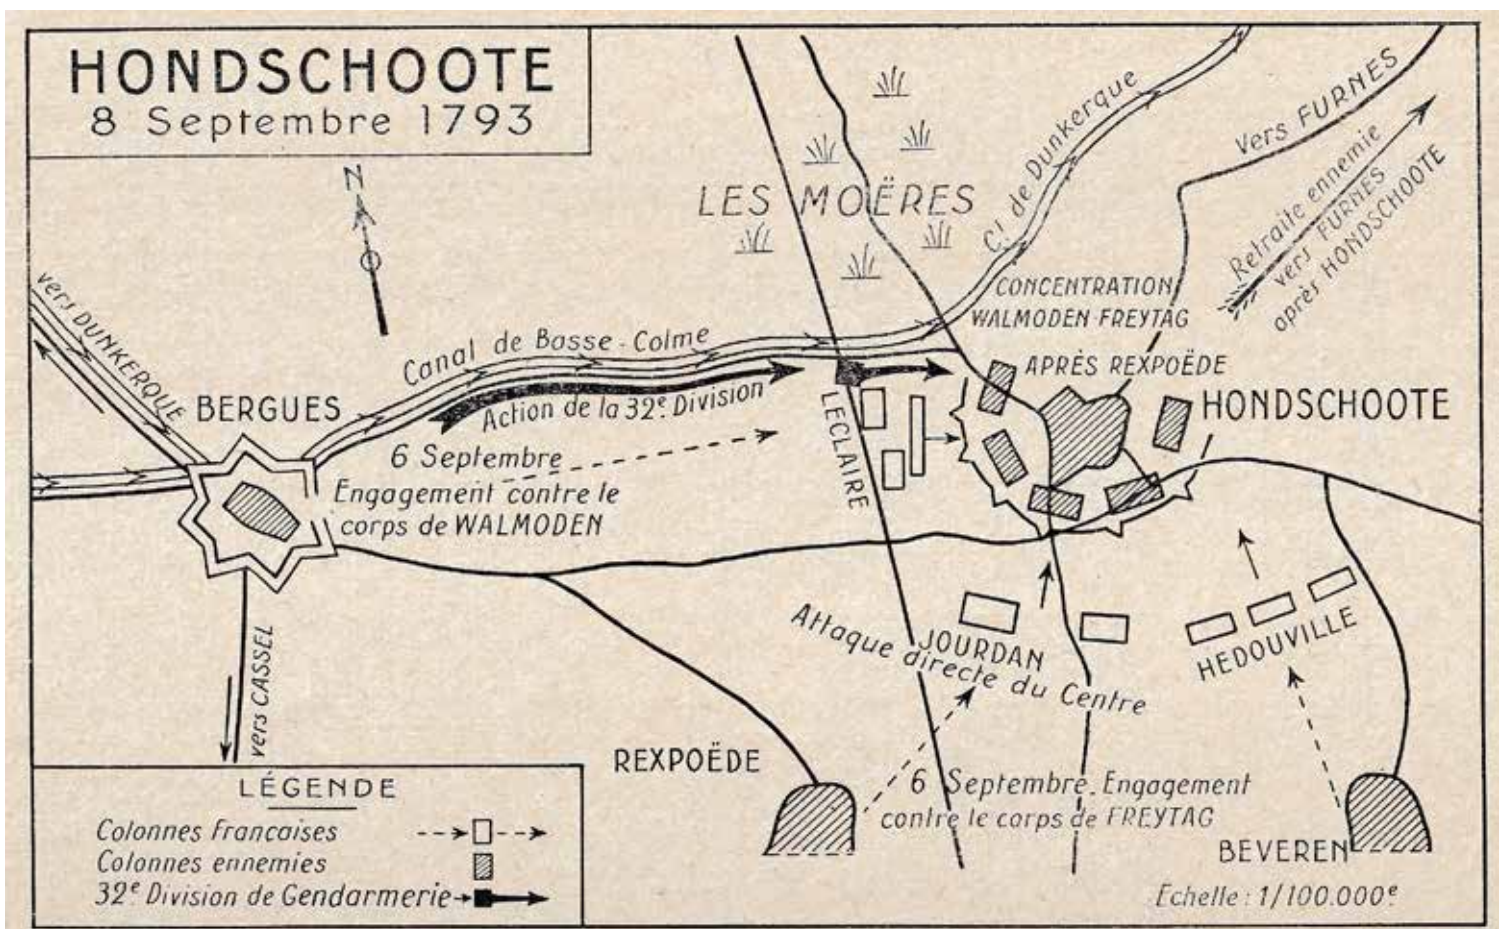 HONDSCHOOTE
8 Septembre 1793
N
LES MOËRES
Cl de Dunkerque
vers FURNES
Retraite ennemie
vers FURNES
après HONDSCHOOTE
vers DUNKERQUE
Canal de Basse-Colme
CONCENTRATION
WALMODEN-FREYTAG
APRÈS REXPOËDE
BERGUES
Action de la 32e Division
HONDSCHOOTE
LECLAIRE
6 Septembre
Engagement contre le
corps de WALMODEN
vers CASSEL
JOURDAN
Attaque directe du Centre
HEDOUVILLE
REXPOËDE
6 Septembre. Engagement
contre le corps de FREYTAG
BEVEREN
Echelle : 1/100.000e
LÉGENDE
Colonnes Francaises
Colonnes ennemies
32e Division de Gendarmerie